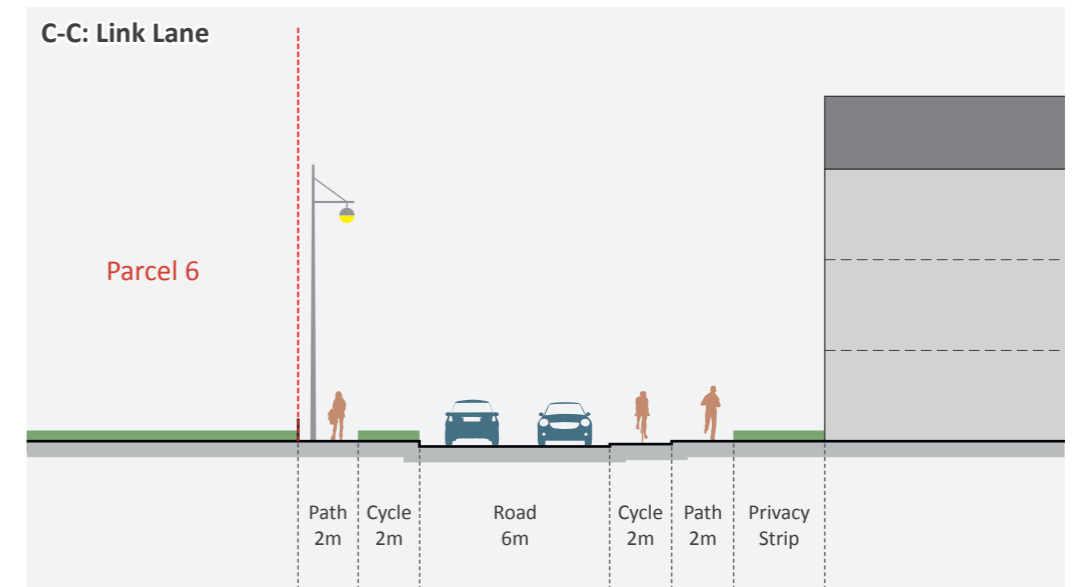 C-C: Link Lane
Parcel 6
Path
2m
Cycle
2m
Road
6m
Cycle
2m
Path
2m
Privacy
Strip